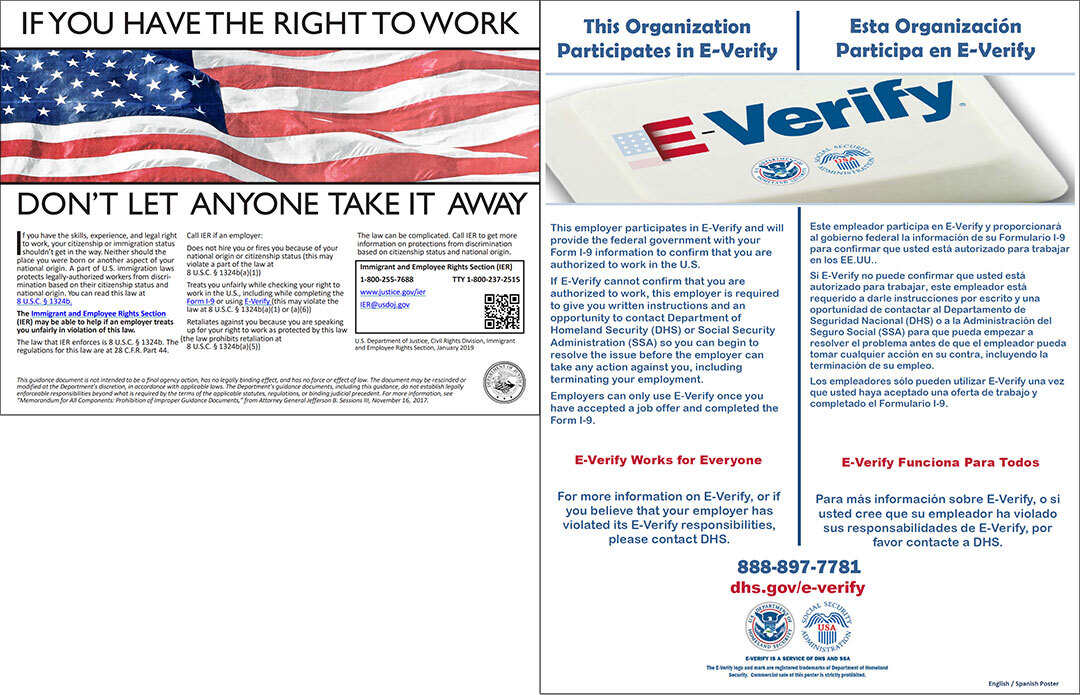 IF YOU HAVE THE RIGHT TO WORK
DON'T LET ANYONE TAKE IT AWAY
If you have the skills, experience, and legal right
to work, your citizenship or immigration status
shouldn't get in the way. Neither should the
place you were born or another aspect of your
national origin. A part of U.S. immigration laws
protects legally-authorized workers from discri-
mination based on their citizenship status and
national origin. You can read this law at
8 U.S.C. § 1324b.
The Immigrant and Employee Rights Section
(IER) may be able to help if an employer treats
you unfairly in violation of this law.
The law that IER enforces is 8 U.S.C. § 1324b. The
regulations for this law are at 28 C.F.R. Part 44.
Call IER if an employer:
Does not hire you or fires you because of your
national origin or citizenship status (this may
violate a part of the law at
8 U.S.C. § 1324b(a)(1))
Treats you unfairly while checking your right to
work in the U.S., including while completing the
Form I-9 or using E-Verify (this may violate the
law at 8 U.S.C. § 1324b(a)(1) or (a)(6))
Retaliates against you because you are speaking
up for your right to work as protected by this law
(the law prohibits retaliation at
8 U.S.C. § 1324b(a)(5))
The law can be complicated. Call IER to get more
information on protections from discrimination
based on citizenship status and national origin.
Immigrant and Employee Rights Section (IER)
1-800-255-7688 TTY 1-800-237-2515
www.justice.gov/ier
IER@usdoj.gov
U.S. Department of Justice, Civil Rights Division, Immigrant
and Employee Rights Section, January 2019
This guidance document is not intended to be a final agency action, has no legally binding effect, and has no force or effect of law. The document may be rescinded or
modified at the Department's discretion, in accordance with applicable laws. The Department's guidance documents, including this guidance, do not establish legally
enforceable responsibilities beyond what is required by the terms of the applicable statutes, regulations, or binding judicial precedent. For more information, see
"Memorandum for All Components: Prohibition of Improper Guidance Documents," from Attorney General Jefferson B. Sessions III, November 16, 2017.
This Organization
Participates in E-Verify
Esta Organización
Participa en E-Verify
E-Verify
U.S. DEPARTMENT OF
HOMELAND SECURITY
SOCIAL SECURITY
USA
ADMINISTRATION
This employer participates in E-Verify and will
provide the federal government with your
Form I-9 information to confirm that you are
authorized to work in the U.S.
If E-Verify cannot confirm that you are
authorized to work, this employer is required
to give you written instructions and an
opportunity to contact Department of
Homeland Security (DHS) or Social Security
Administration (SSA) so you can begin to
resolve the issue before the employer can
take any action against you, including
terminating your employment.
Employers can only use E-Verify once you
have accepted a job offer and completed the
Form I-9.
E-Verify Works for Everyone
For more information on E-Verify, or if
you believe that your employer has
violated its E-Verify responsibilities,
please contact DHS.
Este empleador participa en E-Verify y proporcionará
al gobierno federal la información de su Formulario I-9
para confirmar que usted está autorizado para trabajar
en los EE.UU..
Si E-Verify no puede confirmar que usted está
autorizado para trabajar, este empleador está
requerido a darle instrucciones por escrito y una
oportunidad de contactar al Departamento de
Seguridad Nacional (DHS) o a la Administración del
Seguro Social (SSA) para que pueda empezar a
resolver el problema antes de que el empleador pueda
tomar cualquier acción en su contra, incluyendo la
terminación de su empleo.
Los empleadores sólo pueden utilizar E-Verify una vez
que usted haya aceptado una oferta de trabajo y
completado el Formulario I-9.
E-Verify Funciona Para Todos
Para más información sobre E-Verify, o si
usted cree que su empleador ha violado
sus responsabilidades de E-Verify, por
favor contacte a DHS.
888-897-7781
dhs.gov/e-verify
U.S. DEPARTMENT OF
HOMELAND SECURITY
SOCIAL SECURITY
USA
ADMINISTRATION
E-VERIFY IS A SERVICE OF DHS AND SSA
The E-Verify logo and mark are registered trademarks of Department of Homeland
Security. Commercial sale of this poster is strictly prohibited.
English / Spanish Poster